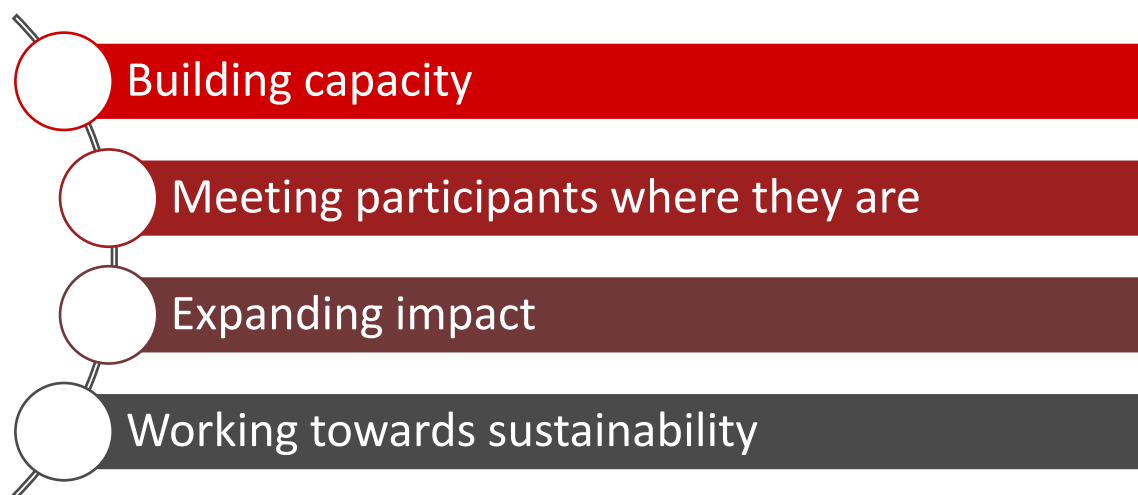 Building capacity
Meeting participants where they are
Expanding impact
Working towards sustainability